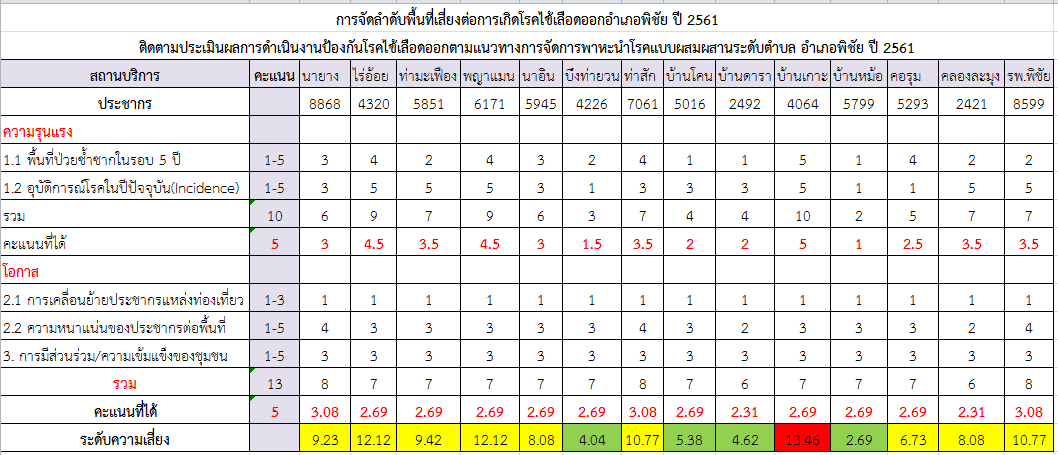 การจัดลำดับพื้นที่เสี่ยงต่อการเกิดโรคไข้เลือดออกอำเภอพิชัย ปี 2561
ติดตามประเมินผลการดำเนินงานป้องกันโรคไข้เลือดออกตามแนวทางการจัดการพาหะนำโรคแบบผสมผสานระดับตำบล อำเภอพิชัย ปี 2561
สถานบริการ คะแนน นายาง ไร่อ้อย ท่ามะเฟือง พญาแมน นาอิน บึงท่ายวน ท่าสัก บ้านโคน บ้านดารา บ้านเกาะ บ้านหม้อ คอรุม คลองละมุง รพ.พิชัย
ประชากร 8868 4320 5851 6171 5945 4226 7061 5016 2492 4064 5799 5293 2421 8599
ความรุนแรง
1.1 พื้นที่ป่วยซ้ำซากในรอบ 5 ปี 1-5 3 4 2 4 3 2 4 1 1 5 1 4 2 2
1.2 อุบัติการณ์โรคในปีปัจจุบัน(Incidence) 1-5 3 5 5 5 3 1 3 3 3 5 1 1 5 5
รวม 10 6 9 7 9 6 3 7 4 4 10 2 5 7 7
คะแนนที่ได้ 5 3 4.5 3.5 4.5 3 1.5 3.5 2 2 5 1 2.5 3.5 3.5
โอกาส
2.1 การเคลื่อนย้ายประชากรแหล่งท่องเที่ยว 1-3 1 1 1 1 1 1 1 1 1 1 1 1 1 1
2.2 ความหนาแน่นของประชากรต่อพื้นที่ 1-5 4 3 3 3 3 3 4 3 2 3 3 3 2 4
3. การมีส่วนร่วม/ความเข้มแข็งของชุมชน 1-5 3 3 3 3 3 3 3 3 3 3 3 3 3 3
รวม 13 8 7 7 7 7 7 8 7 6 7 7 7 6 8
คะแนนที่ได้ 5 3.08 2.69 2.69 2.69 2.69 2.69 3.08 2.69 2.31 2.69 2.69 2.69 2.31 3.08
ระดับความเสี่ยง 9.23 12.12 9.42 12.12 8.08 4.04 10.77 5.38 4.62 13.46 2.69 6.73 8.08 10.77